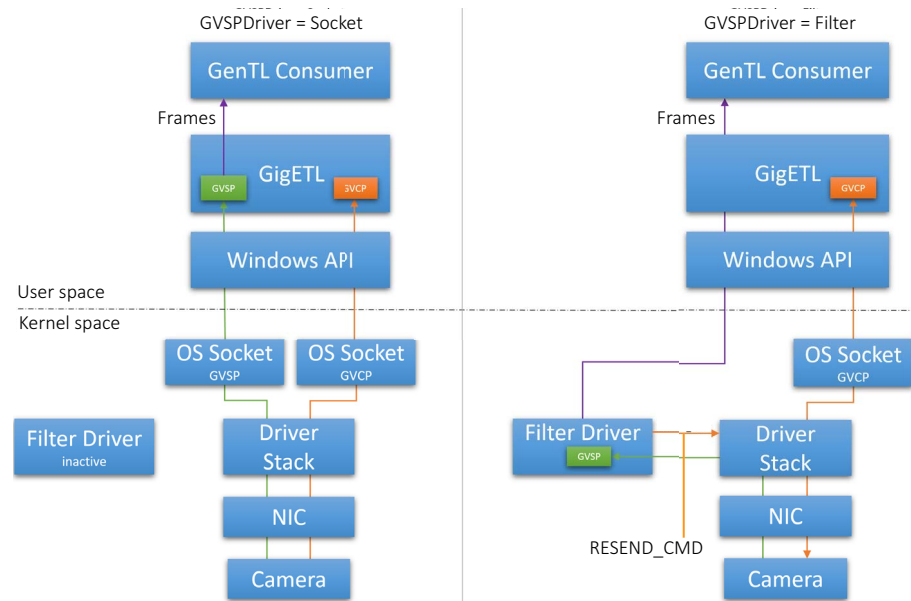 GVSPDriver = Socket
GenTL Consumer
Frames
GigETL
GVSP
GVCP
Windows API
User space
Kernel space
OS Socket
GVSP
OS Socket
GVCP
Filter Driver
inactive
Driver
Stack
NIC
Camera
GVSPDriver = Filter
GenTL Consumer
Frames
GigETL
GVCP
Windows API
OS Socket
GVCP
Filter Driver
GVSP
Driver
Stack
NIC
RESEND_CMD
Camera